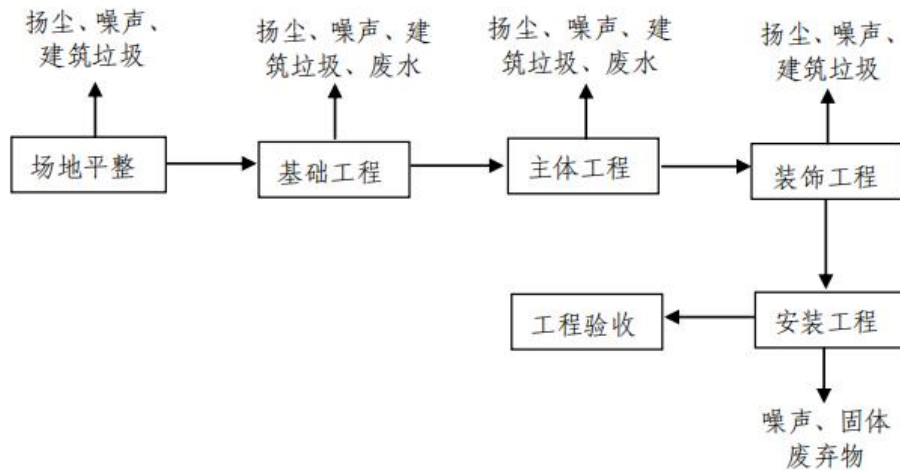 扬尘、噪声、
建筑垃圾
扬尘、噪声、建
筑垃圾、废水
扬尘、噪声、建
筑垃圾、废水
扬尘、噪声、
建筑垃圾
场地平整
基础工程
主体工程
装饰工程
工程验收
安装工程
噪声、固体
废弃物